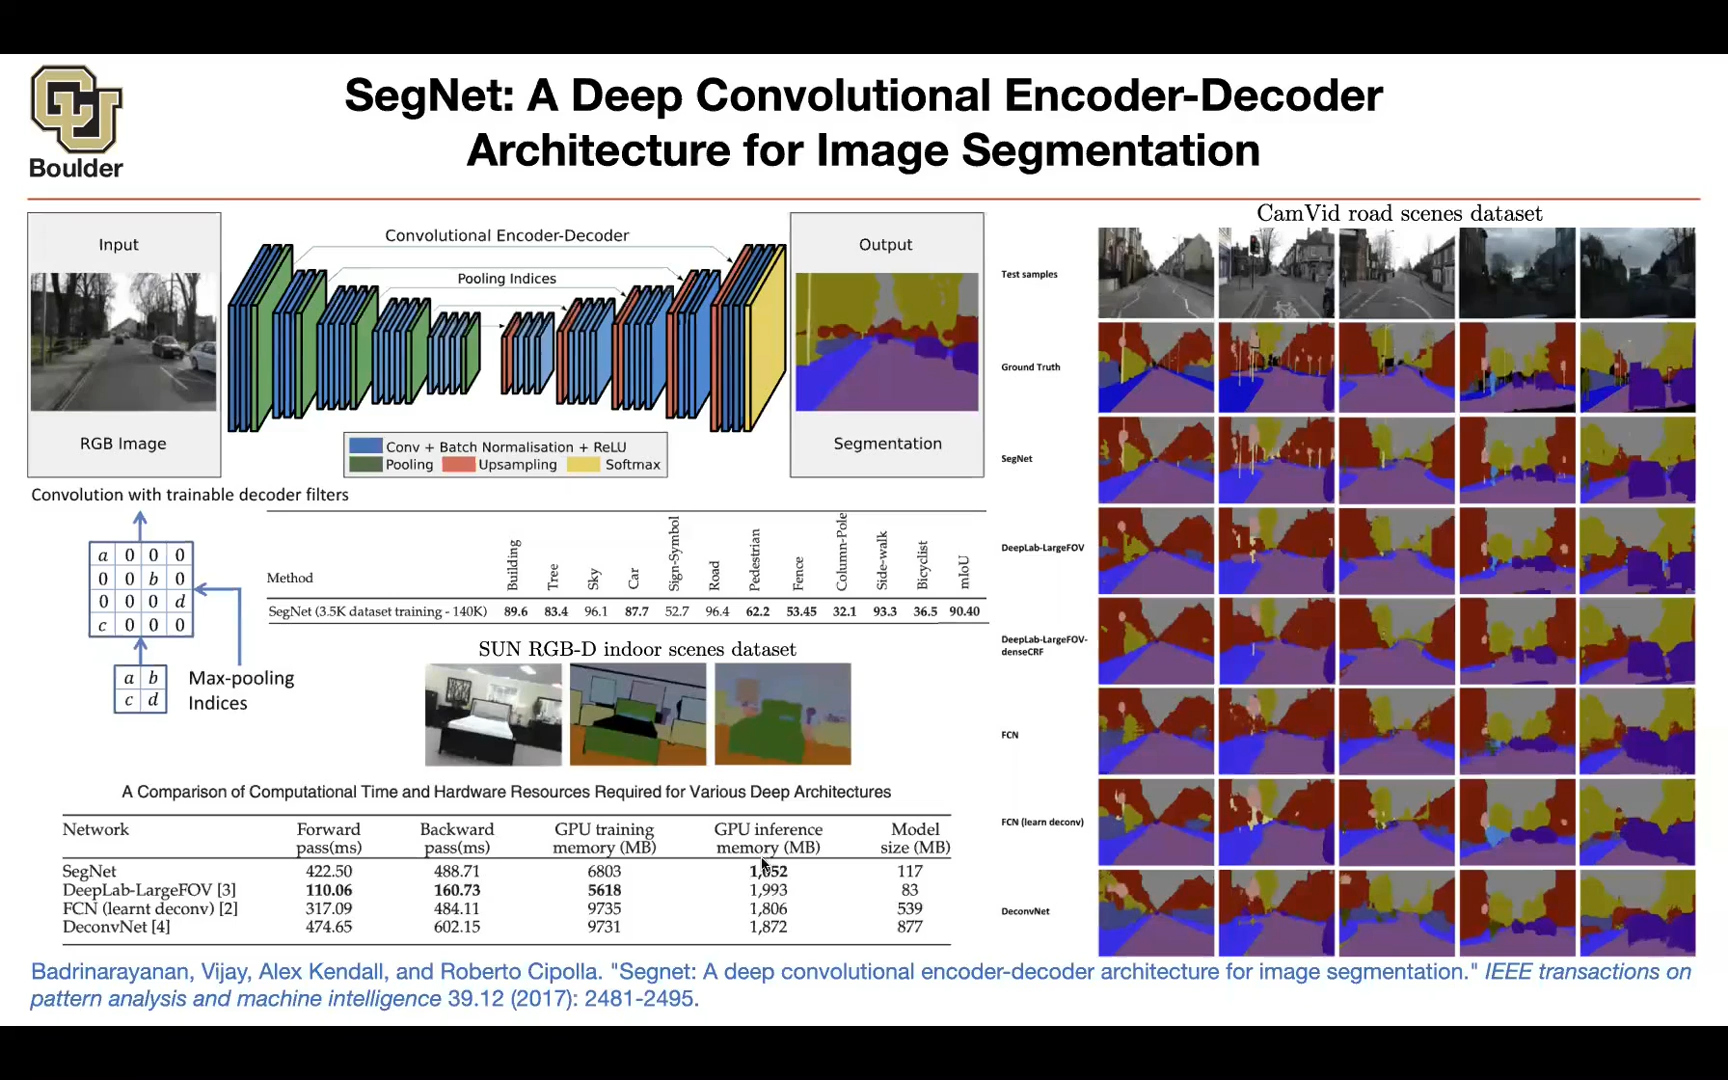 SegNet: A Deep Convolutional Encoder-Decoder
Architecture for Image Segmentation
Boulder
Input
RGB Image
Convolutional Encoder-Decoder
Pooling Indices
Conv + Batch Normalisation + ReLU
Pooling Upsampling Softmax
Output
Segmentation
Convolution with trainable decoder filters
a 0 0 0
0 0 b 0
0 0 0 d
c 0 0 0
a b
c d
Max-pooling
Indices
Method Building Tree Sky Car Sign-Symbol Road Pedestrian Fence Column-Pole Side-walk Bicyclist mIoU
SegNet (3.5K dataset training - 140K) 89.6 83.4 96.1 87.7 52.7 96.4 62.2 53.45 32.1 93.3 36.5 90.40
SUN RGB-D indoor scenes dataset
A Comparison of Computational Time and Hardware Resources Required for Various Deep Architectures
Network Forward Backward GPU training GPU inference Model
pass(ms) pass(ms) memory (MB) memory (MB) size (MB)
SegNet 422.50 488.71 6803 117
DeepLab-LargeFOV [3] 110.06 160.73 5618 1,993 83
FCN (learnt deconv) [2] 317.09 484.11 9735 1,806 539
DeconvNet [4] 474.65 602.15 9731 1,872 877
CamVid road scenes dataset
Test samples
Ground Truth
SegNet
DeepLab-LargeFOV
DeepLab-LargeFOV-
denseCRF
FCN
FCN (learn deconv)
DeconvNet
Badrinarayanan, Vijay, Alex Kendall, and Roberto Cipolla. "Segnet: A deep convolutional encoder-decoder architecture for image segmentation." IEEE transactions on
pattern analysis and machine intelligence 39.12 (2017): 2481-2495.